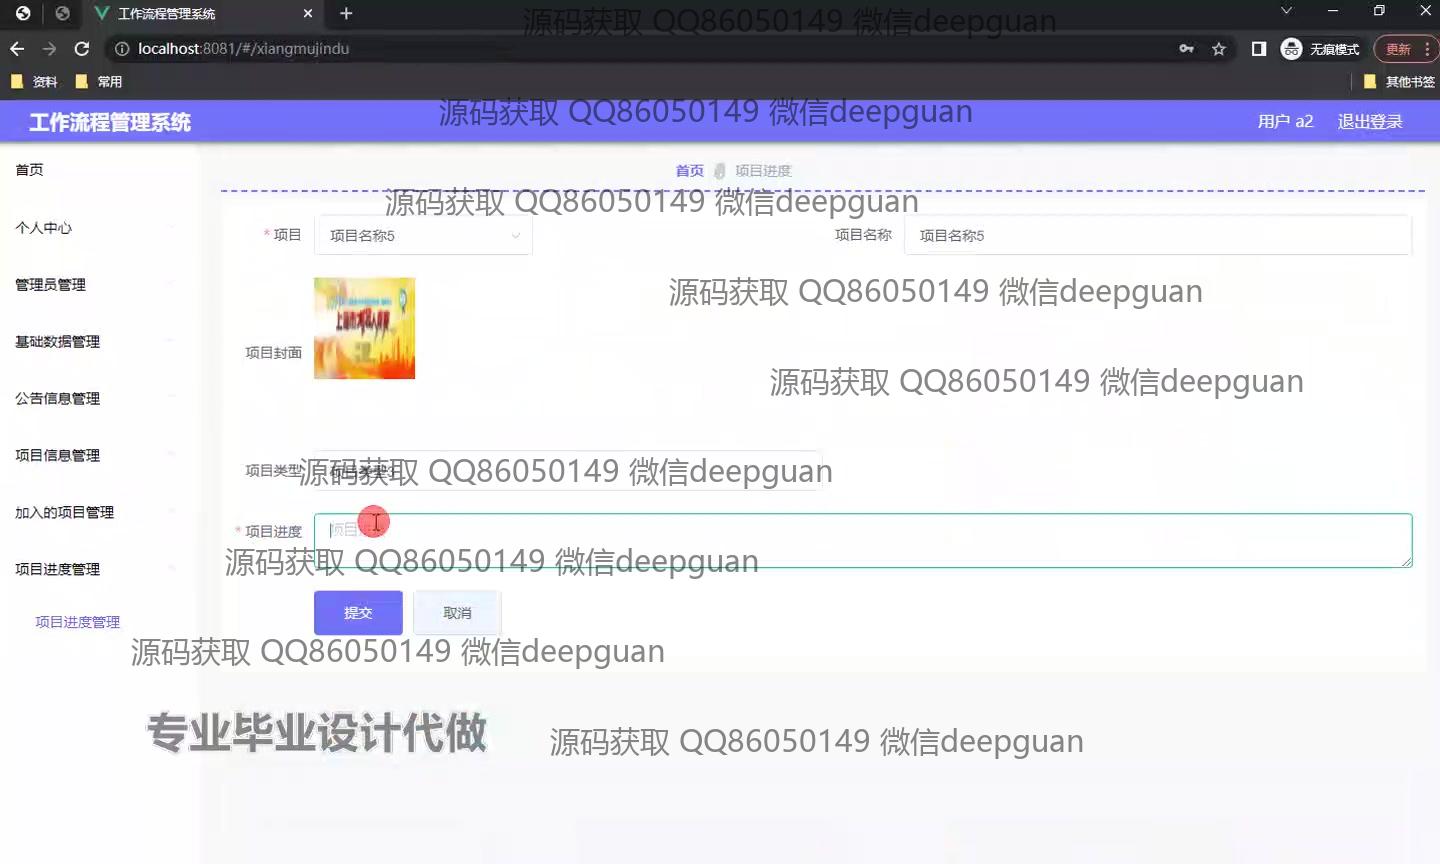 工作流程管理系统
源码获取 QQ86050149 微信deepguan
localhost:8081/#/xiangmujindu
无痕模式
更新
资料
常用
其他书签
工作流程管理系统
源码获取 QQ86050149 微信deepguan
用户 a2
退出登录
首页
首页
项目进度
个人中心
管理员管理
基础数据管理
公告信息管理
项目信息管理
加入的项目管理
项目进度管理
项目进度管理
源码获取 QQ86050149 微信deepguan
* 项目
项目名称5
项目名称
项目名称5
源码获取 QQ86050149 微信deepguan
项目封面
源码获取 QQ86050149 微信deepguan
项目类型
源码获取 QQ86050149 微信deepguan
* 项目进度
源码获取 QQ86050149 微信deepguan
提交
取消
源码获取 QQ86050149 微信deepguan
专业毕业设计代做
源码获取 QQ86050149 微信deepguan